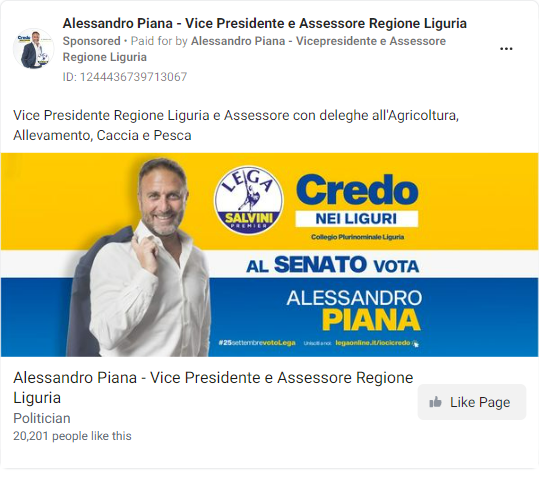 Alessandro Piana - Vice Presidente e Assessore Regione Liguria
Sponsored • Paid for by Alessandro Piana - Vicepresidente e Assessore
Regione Liguria
ID: 1244436739713067
Vice Presidente Regione Liguria e Assessore con deleghe all'Agricoltura,
Allevamento, Caccia e Pesca
LEGA
SALVINI
PREMIER
Credo
NEI LIGURI
Collegio Plurinominale Liguria
AL SENATO VOTA
ALESSANDRO
PIANA
#25settembrevotoLega
Unisciti a noi: legaonline.it/iocicredo
Alessandro Piana - Vice Presidente e Assessore Regione
Liguria
Like Page
Politician
20,201 people like this